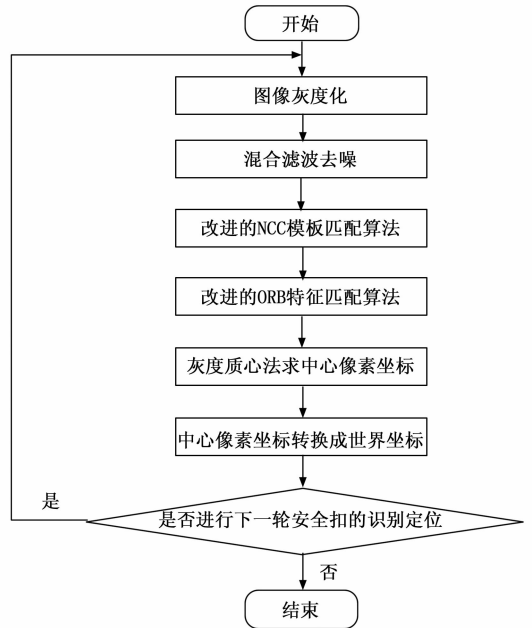 开始
图像灰度化
混合滤波去噪
改进的NCC模板匹配算法
改进的ORB特征匹配算法
灰度质心法求中心像素坐标
中心像素坐标转换成世界坐标
是
是否进行下一轮安全扣的识别定位
否
结束